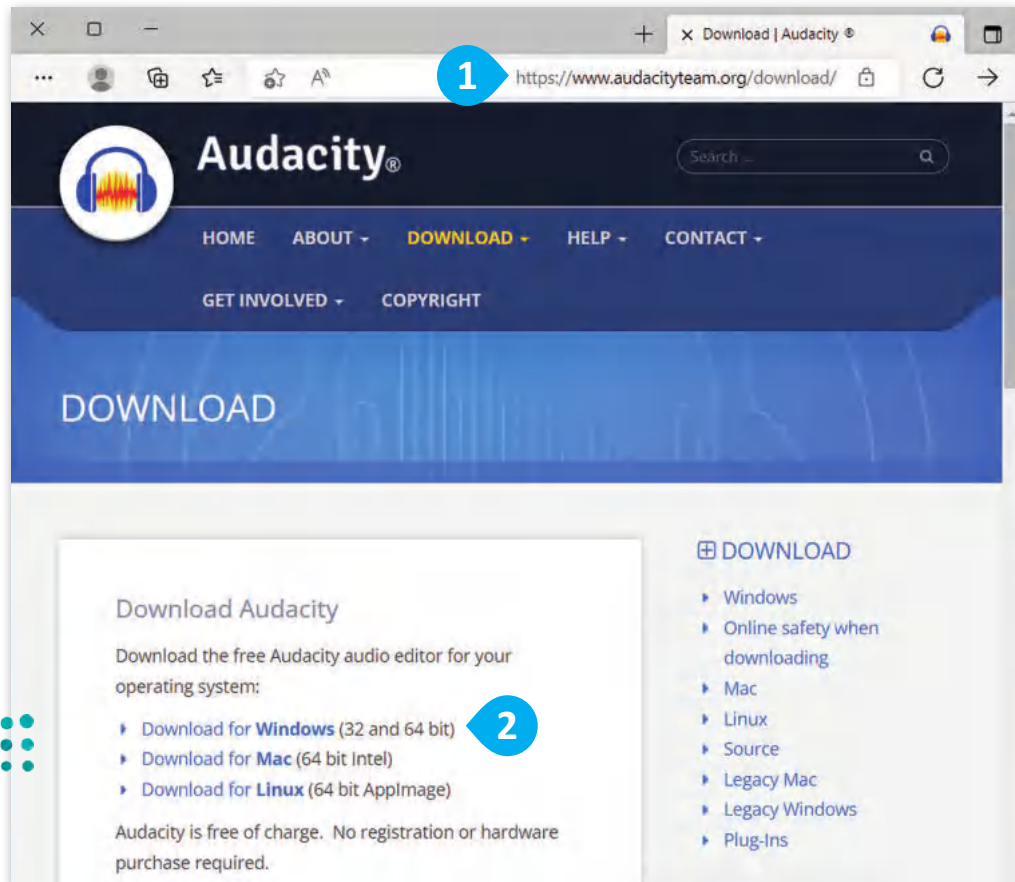 Download | Audacity ®
1
https://www.audacityteam.org/download/
Audacity®
Search ...
HOME ABOUT DOWNLOAD HELP CONTACT
GET INVOLVED COPYRIGHT
DOWNLOAD
Download Audacity
Download the free Audacity audio editor for your
operating system:
Download for Windows (32 and 64 bit)
2
Download for Mac (64 bit Intel)
Download for Linux (64 bit AppImage)
Audacity is free of charge. No registration or hardware
purchase required.
DOWNLOAD
Windows
Online safety when
downloading
Mac
Linux
Source
Legacy Mac
Legacy Windows
Plug-Ins